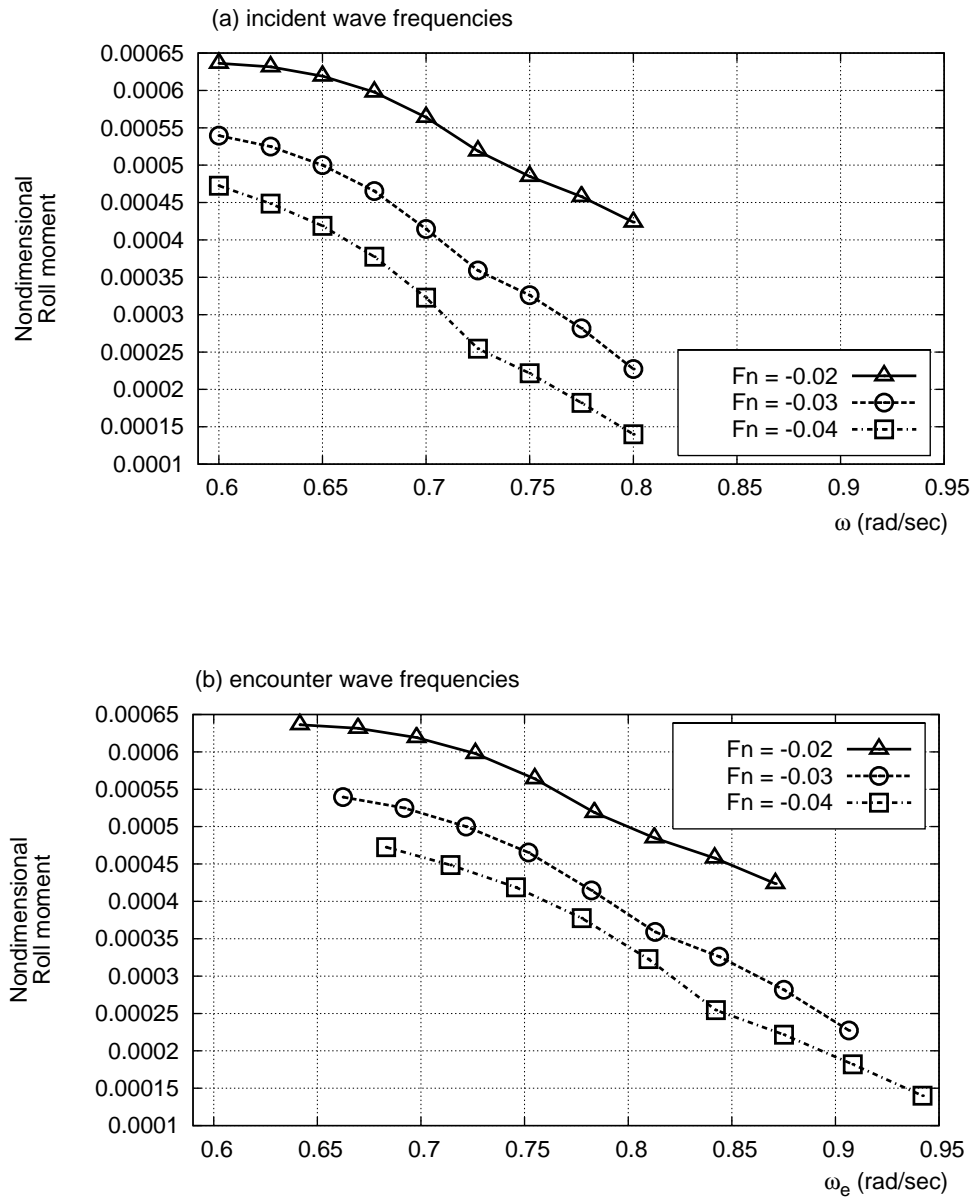 (a) incident wave frequencies
0.00065
0.0006
0.00055
0.0005
0.00045
0.0004
0.00035
0.0003
0.00025
0.0002
0.00015
0.0001
Nondimensional
Roll moment
Fn = -0.02
Fn = -0.03
Fn = -0.04
0.6 0.65 0.7 0.75 0.8 0.85 0.9 0.95
ω (rad/sec)
(b) encounter wave frequencies
0.00065
0.0006
0.00055
0.0005
0.00045
0.0004
0.00035
0.0003
0.00025
0.0002
0.00015
0.0001
Nondimensional
Roll moment
Fn = -0.02
Fn = -0.03
Fn = -0.04
0.6 0.65 0.7 0.75 0.8 0.85 0.9 0.95
ωe (rad/sec)